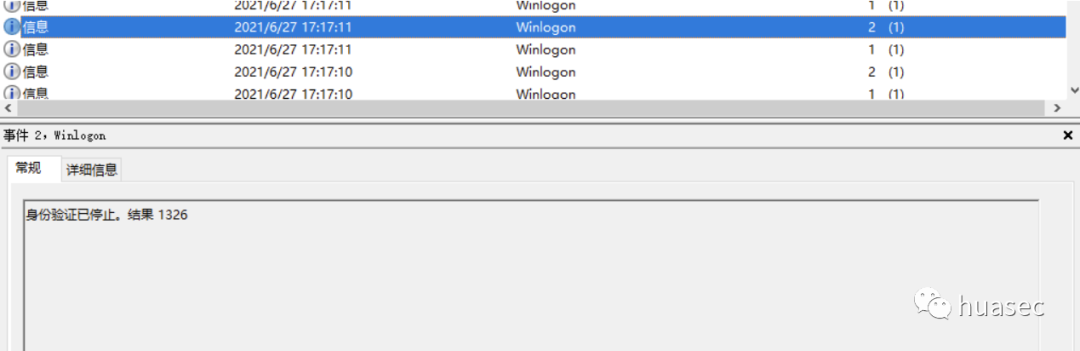 信息 2021/6/27 17:17:11 Winlogon 1 (1)
信息 2021/6/27 17:17:11 Winlogon 2 (1)
信息 2021/6/27 17:17:11 Winlogon 1 (1)
信息 2021/6/27 17:17:10 Winlogon 2 (1)
信息 2021/6/27 17:17:10 Winlogon 1 (1)
事件 2，Winlogon
常规 详细信息
身份验证已停止。结果 1326
huasec